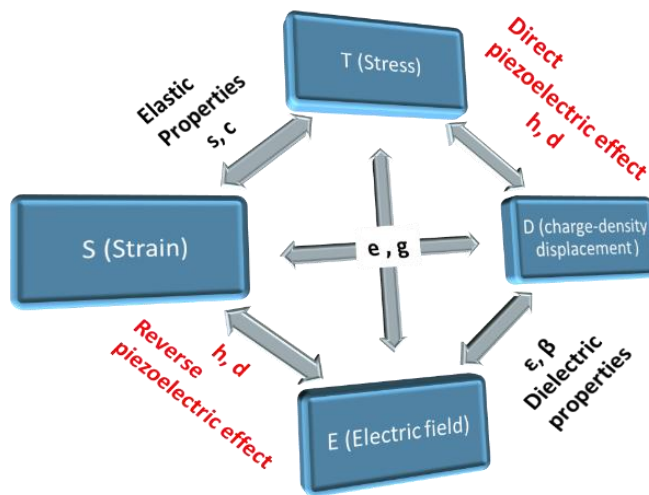 T (Stress)
Elastic
Properties
s, c
Direct
piezoelectric effect
h, d
S (Strain)
e , g
D (charge-density
displacement)
Reverse
piezoelectric effect
h, d
E (Electric field)
ε, β
Dielectric
properties